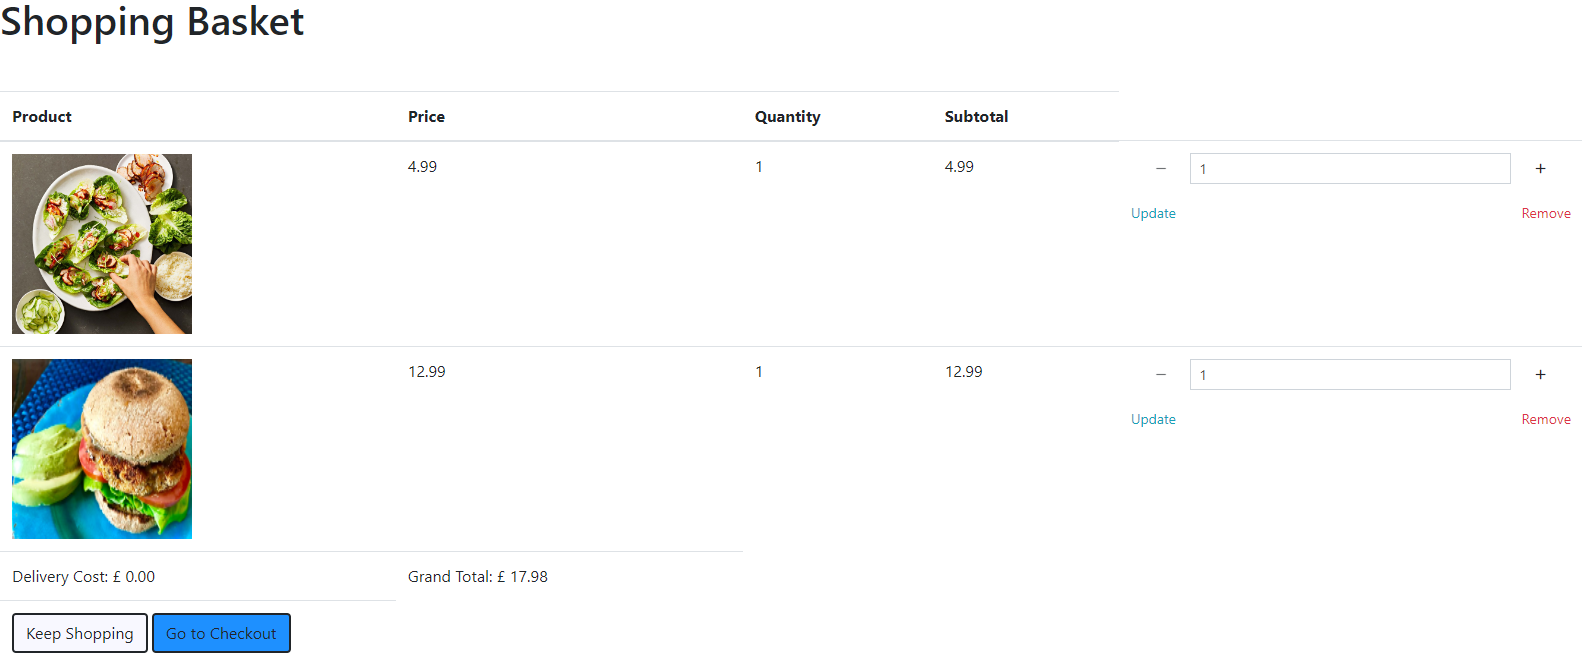 Shopping Basket
Product Price Quantity Subtotal
4.99 1 4.99 − 1 +
Update Remove
12.99 1 12.99 − 1 +
Update Remove
Delivery Cost: £ 0.00 Grand Total: £ 17.98
Keep Shopping Go to Checkout